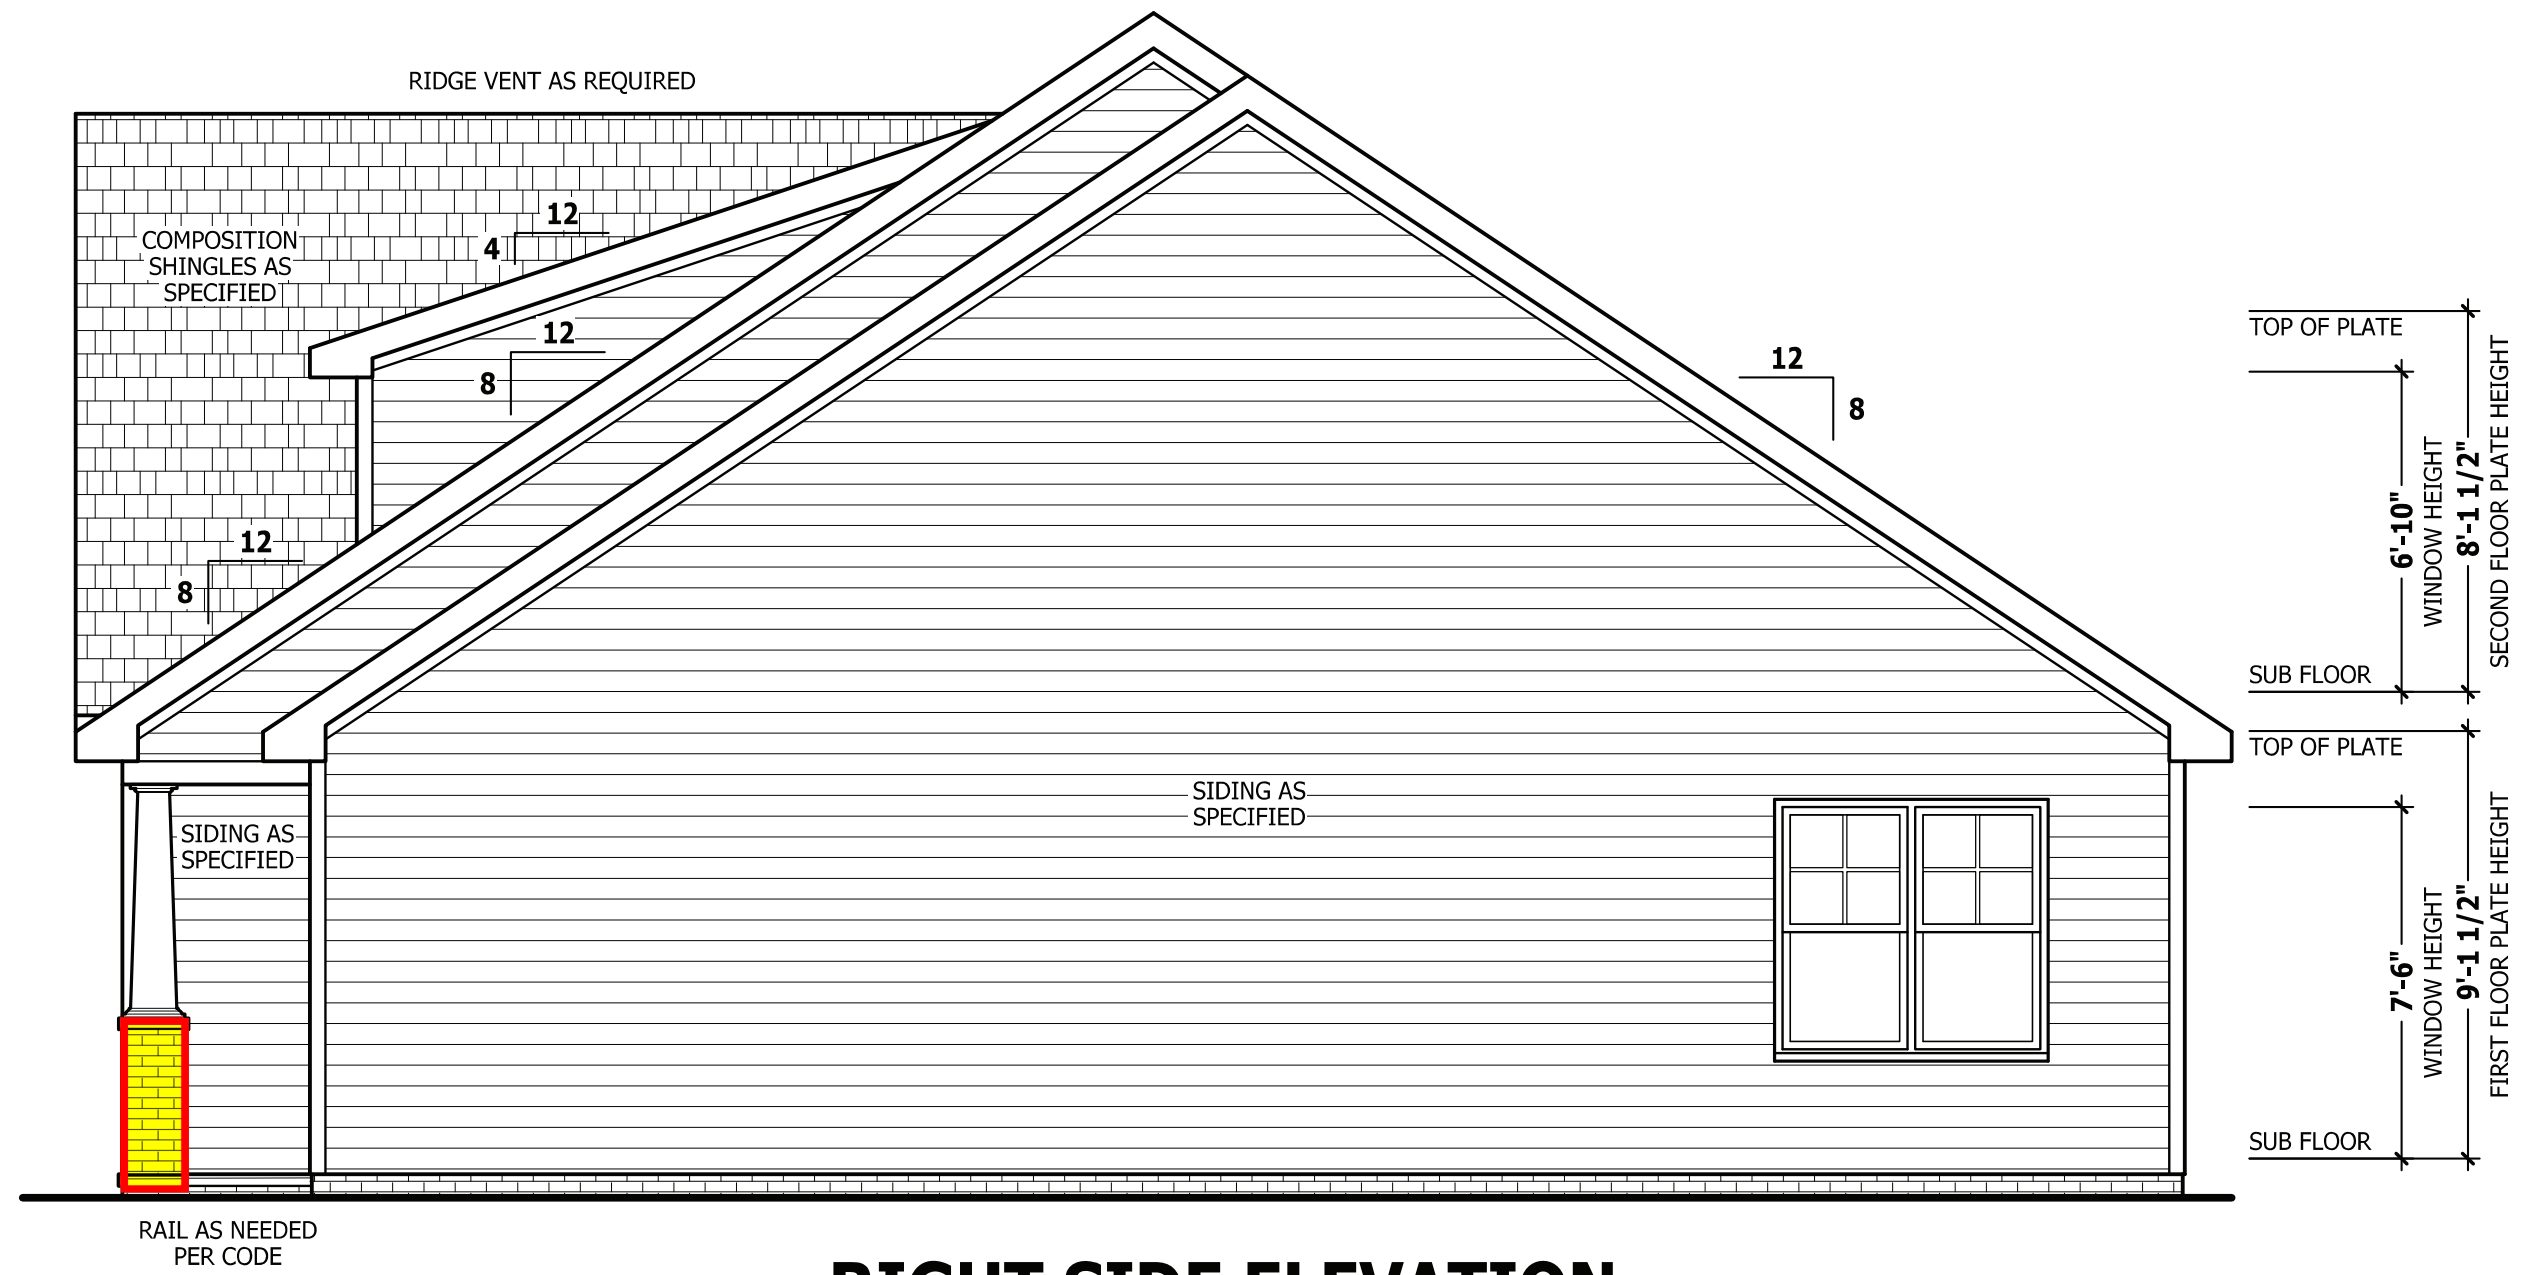 RIDGE VENT AS REQUIRED
12
4
COMPOSITION
SHINGLES AS
SPECIFIED
12
8
12
8
12
8
TOP OF PLATE
6'-10"
WINDOW HEIGHT
8'-1 1/2"
SECOND FLOOR PLATE HEIGHT
SUB FLOOR
TOP OF PLATE
SIDING AS
SPECIFIED
SIDING AS
SPECIFIED
7'-6"
WINDOW HEIGHT
9'-1 1/2"
FIRST FLOOR PLATE HEIGHT
SUB FLOOR
RAIL AS NEEDED
PER CODE
RIGHT SIDE ELEVATION